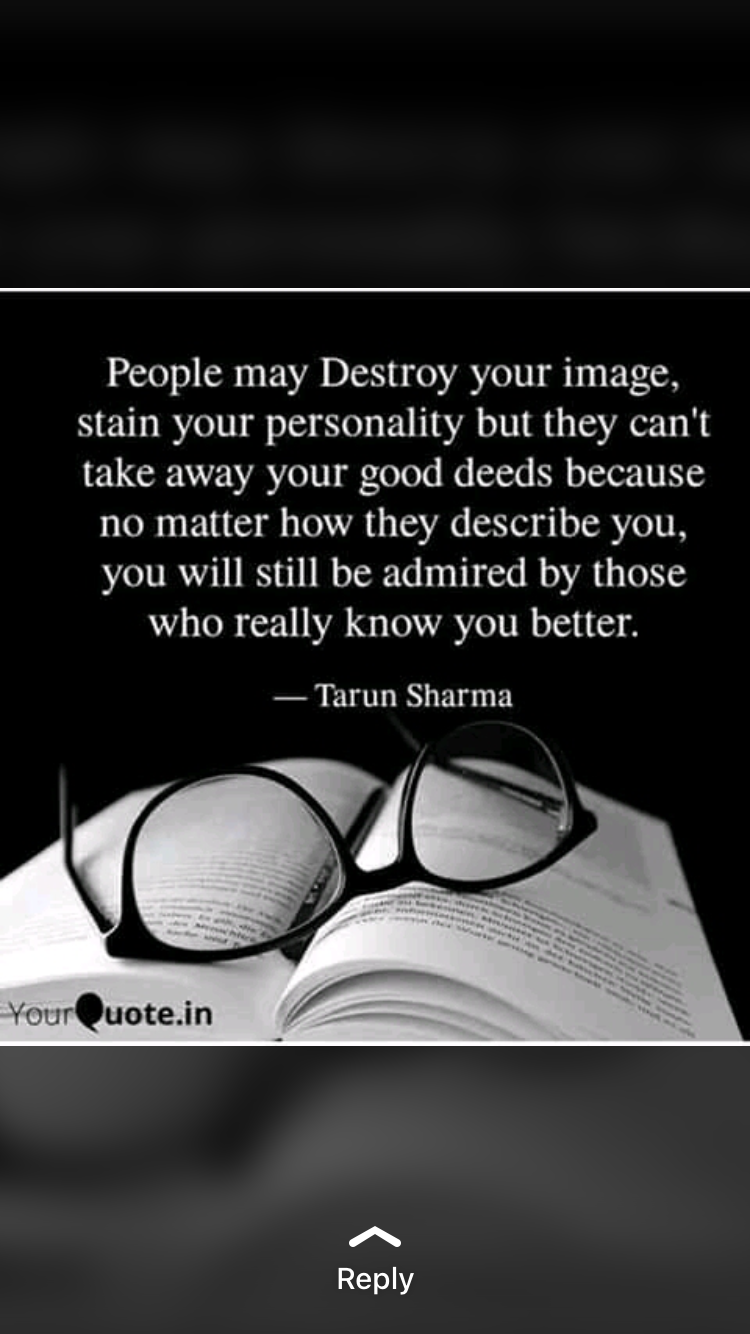 People may Destroy your image,
stain your personality but they can't
take away your good deeds because
no matter how they describe you,
you will still be admired by those
who really know you better.
— Tarun Sharma
YourQuote.in
Reply